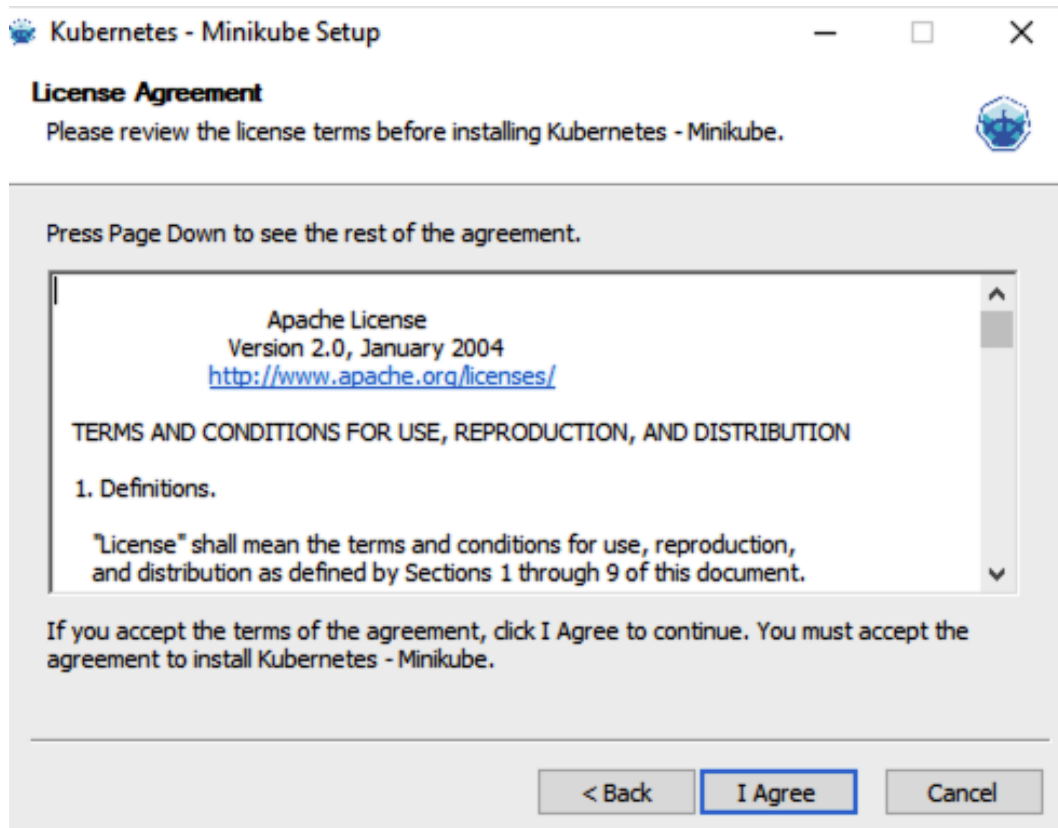 Kubernetes - Minikube Setup
License Agreement
Please review the license terms before installing Kubernetes - Minikube.
Press Page Down to see the rest of the agreement.
Apache License
Version 2.0, January 2004
http://www.apache.org/licenses/
TERMS AND CONDITIONS FOR USE, REPRODUCTION, AND DISTRIBUTION
1. Definitions.
"License" shall mean the terms and conditions for use, reproduction,
and distribution as defined by Sections 1 through 9 of this document.
If you accept the terms of the agreement, click I Agree to continue. You must accept the
agreement to install Kubernetes - Minikube.
< Back I Agree Cancel